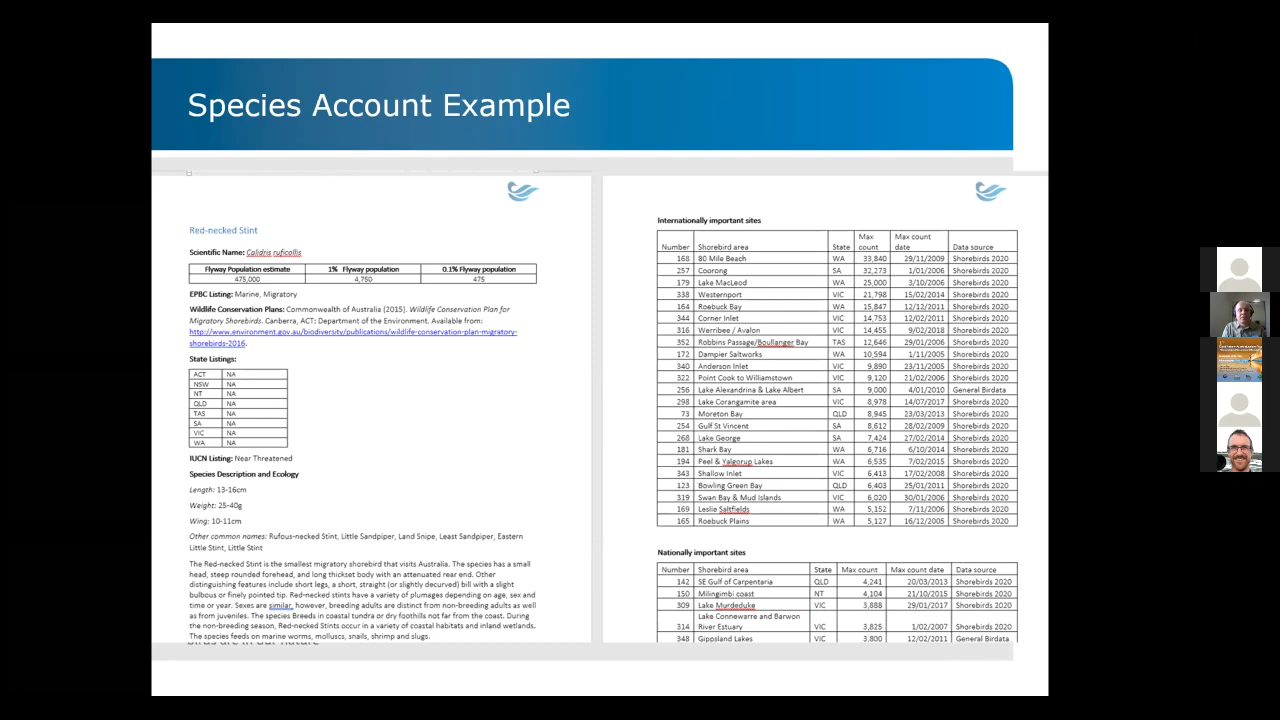 Species Account Example
Red-necked Stint
Scientific Name: Calidris ruficollis
Flyway Population estimate 1% Flyway population 0.1% Flyway population
475,000 4,750 475
EPBC Listing: Marine, Migratory
Wildlife Conservation Plans: Commonwealth of Australia (2015). Wildlife Conservation Plan for
Migratory Shorebirds. Canberra, ACT: Department of the Environment. Available from:
http://www.environment.gov.au/biodiversity/publications/wildlife-conservation-plan-migratory-
shorebirds-2016.
State Listings:
ACT NA
NSW NA
NT NA
QLD NA
TAS NA
SA NA
VIC NA
WA NA
IUCN Listing: Near Threatened
Species Description and Ecology
Length: 13-16cm
Weight: 25-40g
Wing: 10-11cm
Other common names: Rufous-necked Stint, Little Sandpiper, Land Snipe, Least Sandpiper, Eastern
Little Stint, Little Stint
The Red-necked Stint is the smallest migratory shorebird that visits Australia. The species has a small
head, steep rounded forehead, and long thickset body with an attenuated rear end. Other
distinguishing features include short legs, a short, straight (or slightly decurved) bill with a slight
bulbous or finely pointed tip. Red-necked stints have a variety of plumages depending on age, sex and
time or year. Sexes are similar, however, breeding adults are distinct from non-breeding adults as well
as from juveniles. The species Breeds in coastal tundra or dry foothills not far from the coast. During
the non-breeding season, Red-necked Stints occur in a variety of coastal habitats and inland wetlands.
The species feeds on marine worms, molluscs, snails, shrimp and slugs.
Birds are in our nature
Internationally important sites
Number Shorebird area State Max count Max count date Data source
168 80 Mile Beach WA 33,840 29/11/2009 Shorebirds 2020
257 Coorong SA 32,273 1/01/2006 Shorebirds 2020
179 Lake MacLeod WA 25,000 3/10/2006 Shorebirds 2020
338 Westernport VIC 21,798 15/02/2014 Shorebirds 2020
164 Roebuck Bay WA 15,847 12/12/2011 Shorebirds 2020
344 Corner Inlet VIC 14,753 12/02/2011 Shorebirds 2020
316 Werribee / Avalon VIC 14,455 9/02/2018 Shorebirds 2020
352 Robbins Passage/Boullanger Bay TAS 12,646 29/01/2006 Shorebirds 2020
172 Dampier Saltworks WA 10,594 1/11/2005 Shorebirds 2020
340 Anderson Inlet VIC 9,890 23/11/2005 Shorebirds 2020
322 Point Cook to Williamstown VIC 9,120 21/02/2006 Shorebirds 2020
256 Lake Alexandrina & Lake Albert SA 9,000 4/01/2010 General Birdata
298 Lake Corangamite area VIC 8,978 14/07/2017 Shorebirds 2020
73 Moreton Bay QLD 8,945 23/03/2013 Shorebirds 2020
254 Gulf St Vincent SA 8,612 28/02/2009 Shorebirds 2020
268 Lake George SA 7,424 27/02/2014 Shorebirds 2020
181 Shark Bay WA 6,716 6/10/2014 Shorebirds 2020
194 Peel & Yalgorup Lakes WA 6,535 7/02/2015 Shorebirds 2020
343 Shallow Inlet VIC 6,413 17/02/2008 Shorebirds 2020
123 Bowling Green Bay QLD 6,403 25/01/2011 Shorebirds 2020
319 Swan Bay & Mud Islands VIC 6,020 30/01/2006 Shorebirds 2020
169 Leslie Saltfields WA 5,152 7/11/2006 Shorebirds 2020
165 Roebuck Plains WA 5,127 16/12/2005 Shorebirds 2020
Nationally important sites
Number Shorebird area State Max count Max count date Data source
142 SE Gulf of Carpentaria QLD 4,241 20/03/2013 Shorebirds 2020
150 Milingimbi coast NT 4,104 21/10/2015 Shorebirds 2020
309 Lake Murdeduke VIC 3,888 29/01/2017 Shorebirds 2020
Lake Connewarre and Barwon
314 River Estuary VIC 3,825 1/02/2007 Shorebirds 2020
348 Gippsland Lakes VIC 3,800 12/02/2011 General Birdata